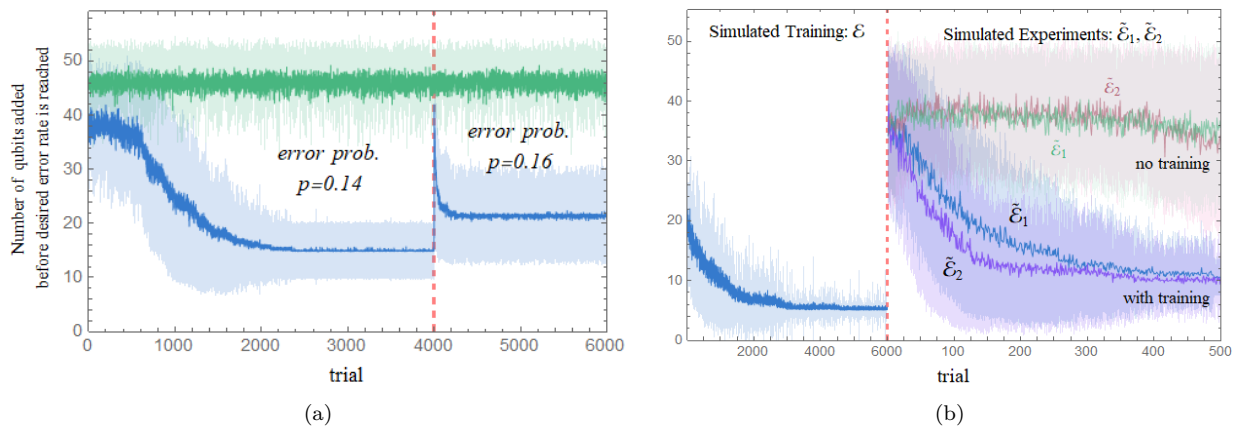 Number of qubits added
before desired error rate is reached
60
50
40
30
20
10
0
error prob.
p=0.14
error prob.
p=0.16
0 1000 2000 3000 4000 5000 6000
trial
(a)
Simulated Training: ℰ
Simulated Experiments: ℰ̃₁, ℰ̃₂
50
40
30
20
10
0
ℰ̃₂
ℰ̃₁
no training
ℰ̃₁
ℰ̃₂
with training
2000 4000 6000 100 200 300 400 500
trial
(b)